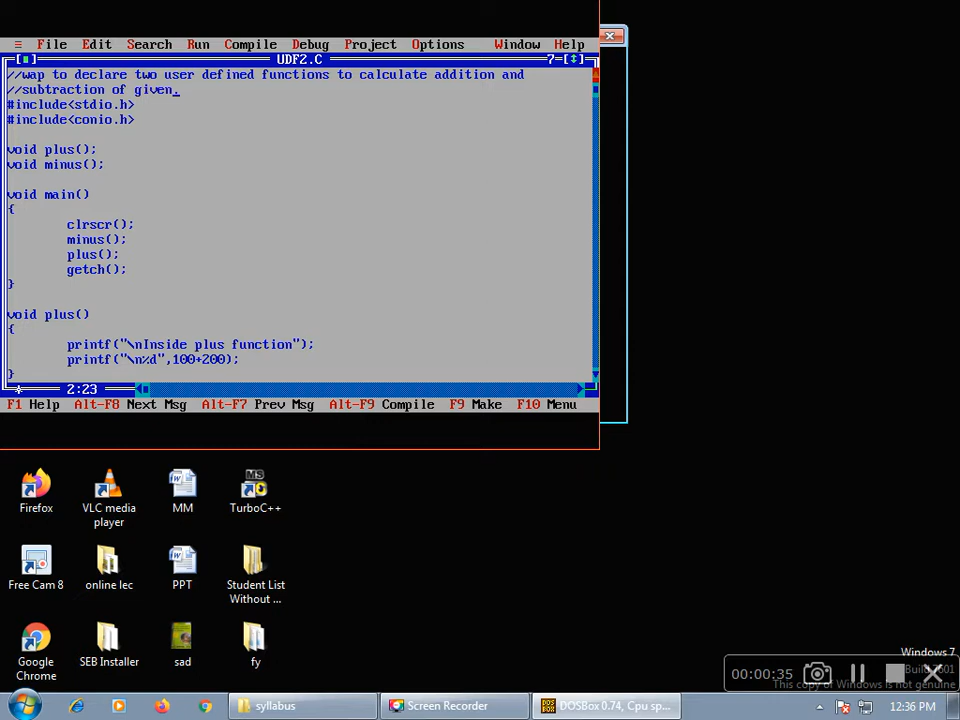 ≡ File Edit Search Run Compile Debug Project Options Window Help
UDF2.C 7=[↕]
//wap to declare two user defined functions to calculate addition and
//subtraction of given.
#include<stdio.h>
#include<conio.h>
void plus();
void minus();
void main()
{
clrscr();
minus();
plus();
getch();
}
void plus()
{
printf("\nInside plus function");
printf("\n%d",100+200);
}
2:23
F1 Help Alt-F8 Next Msg Alt-F7 Prev Msg Alt-F9 Compile F9 Make F10 Menu
MS
Firefox
VLC media
player
MM
TurboC++
Free Cam 8
online lec
PPT
Student List
Without ...
Google
Chrome
SEB Installer
sad
fy
Windows 7
Build 7601
This copy of Windows is not genuine
00:00:35
syllabus
Screen Recorder
DOS BOX
DOSBox 0.74, Cpu sp...
12:36 PM